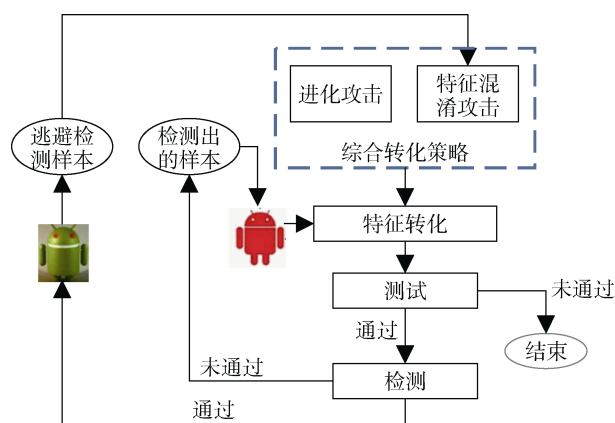 进化攻击
特征混
淆攻击
逃避检
测样本
检测出
的样本
综合转化策略
特征转化
测试
未通过
通过
结束
未通过
检测
通过